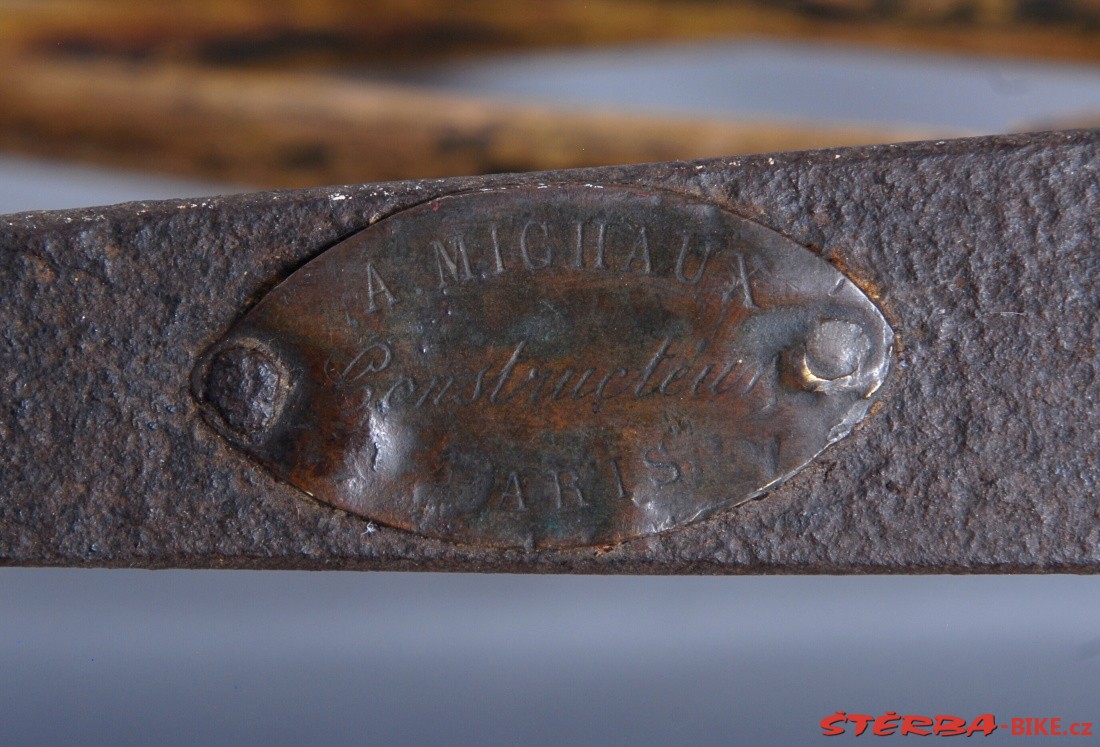 A. MICHAUX
Constructeur
PARIS
ŠTĚRBA-BIKE.cz